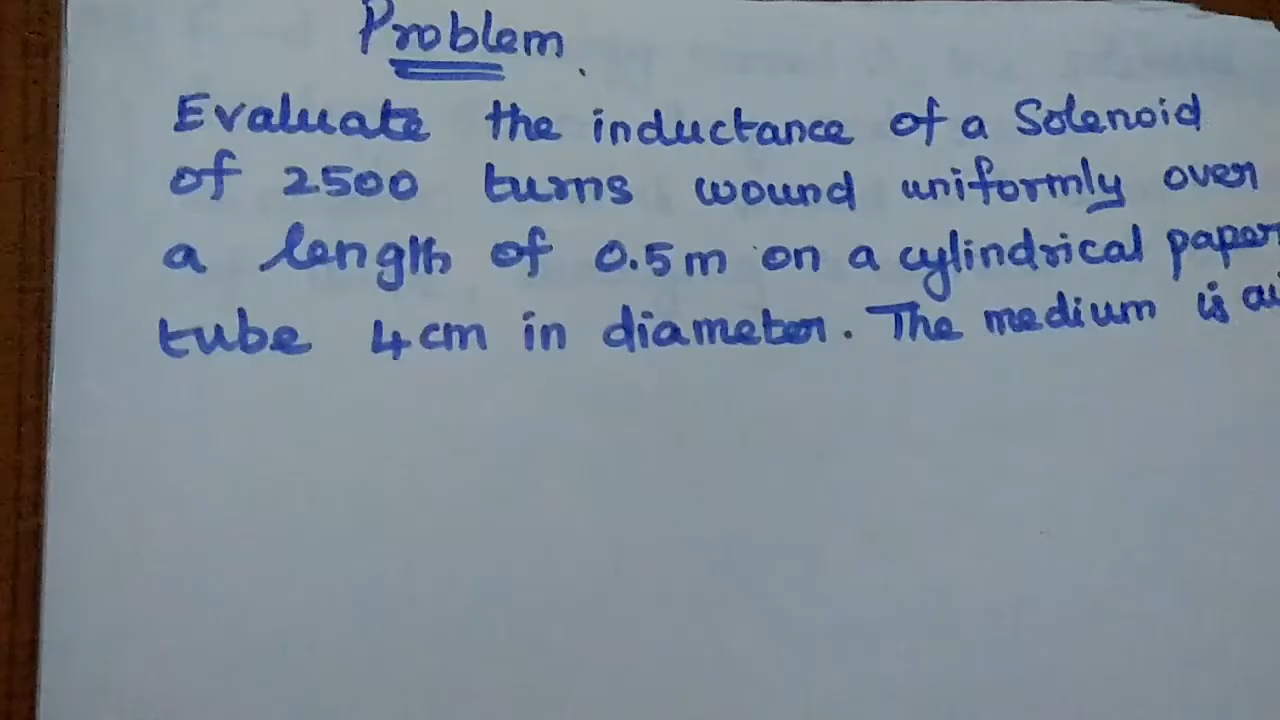 Problem
Evaluate the inductance of a Solenoid
of 2500 turns wound uniformly over
a length of 0.5m on a cylindrical paper
tube 4cm in diameter. The medium is